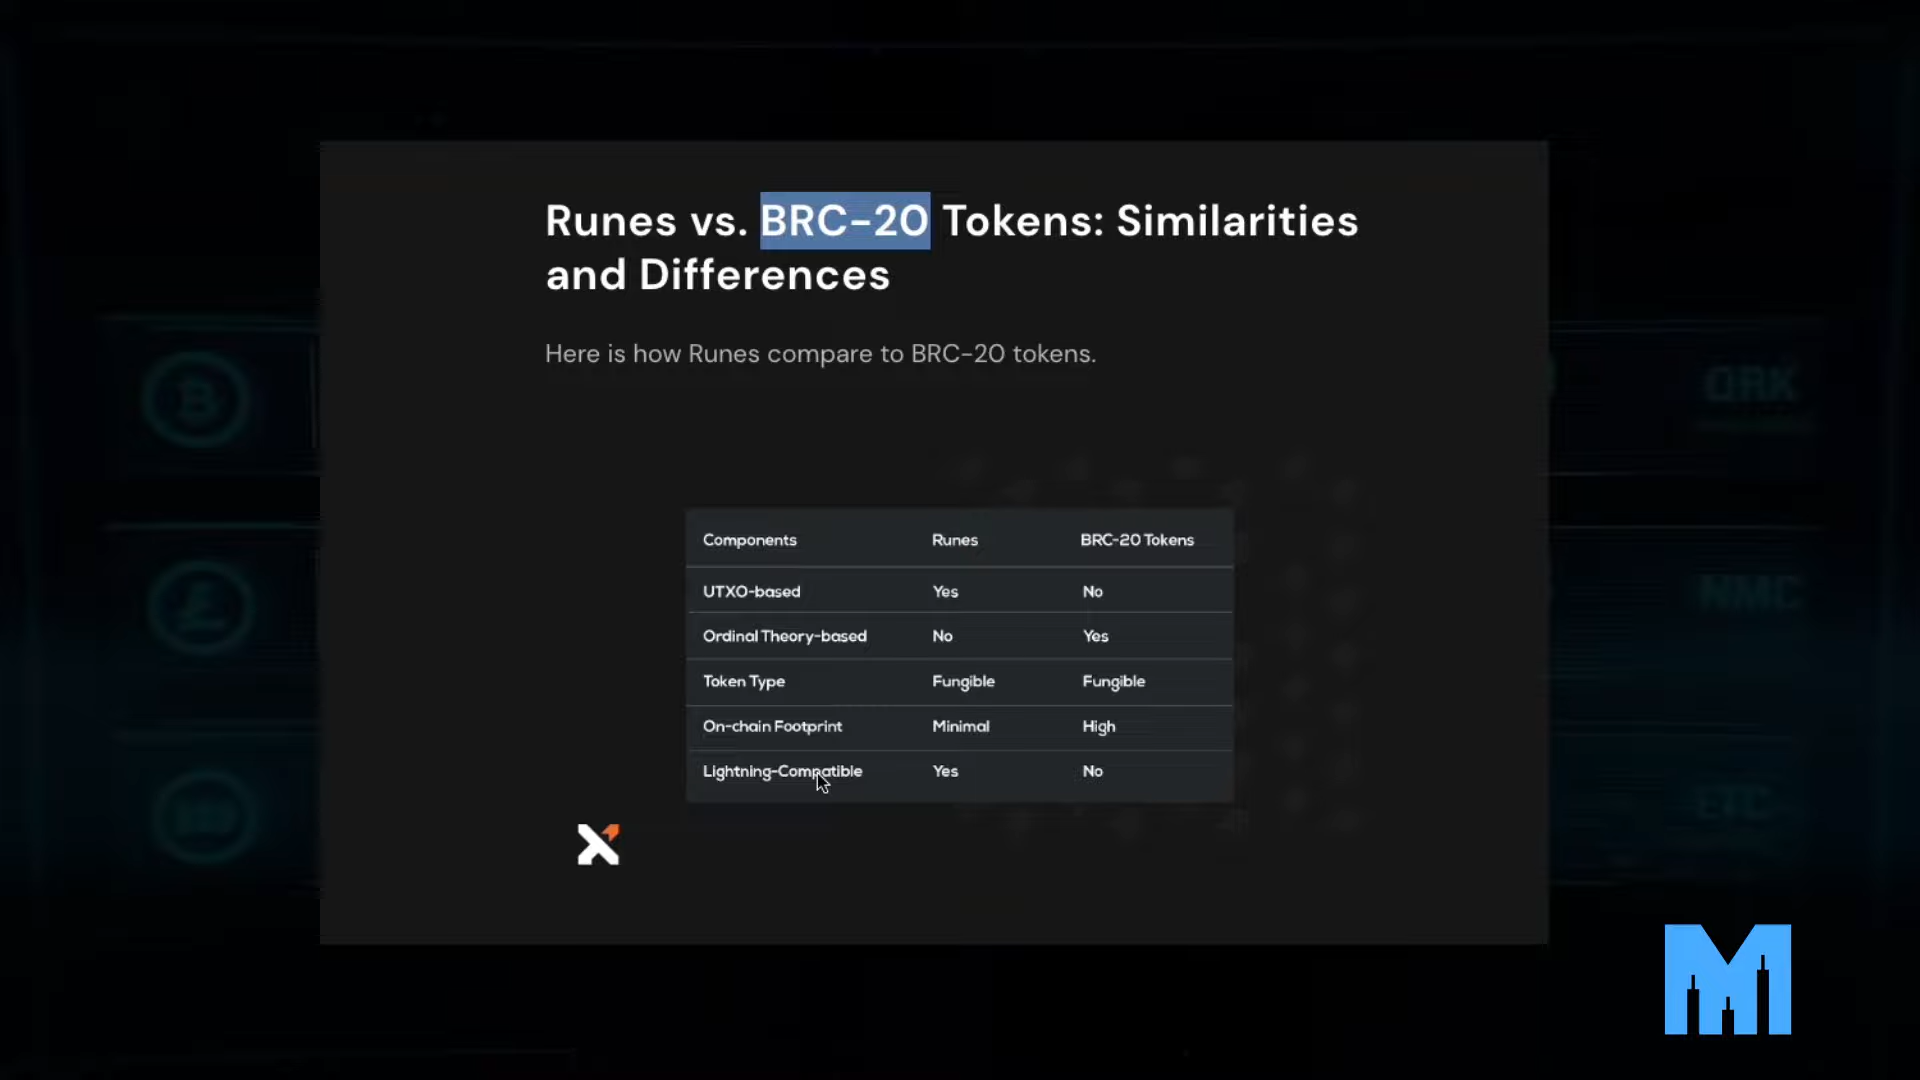 Runes vs. BRC-20 Tokens: Similarities
and Differences
Here is how Runes compare to BRC-20 tokens.
Components Runes BRC-20 Tokens
UTXO-based Yes No
Ordinal Theory-based No Yes
Token Type Fungible Fungible
On-chain Footprint Minimal High
Lightning-Compatible Yes No
NMC